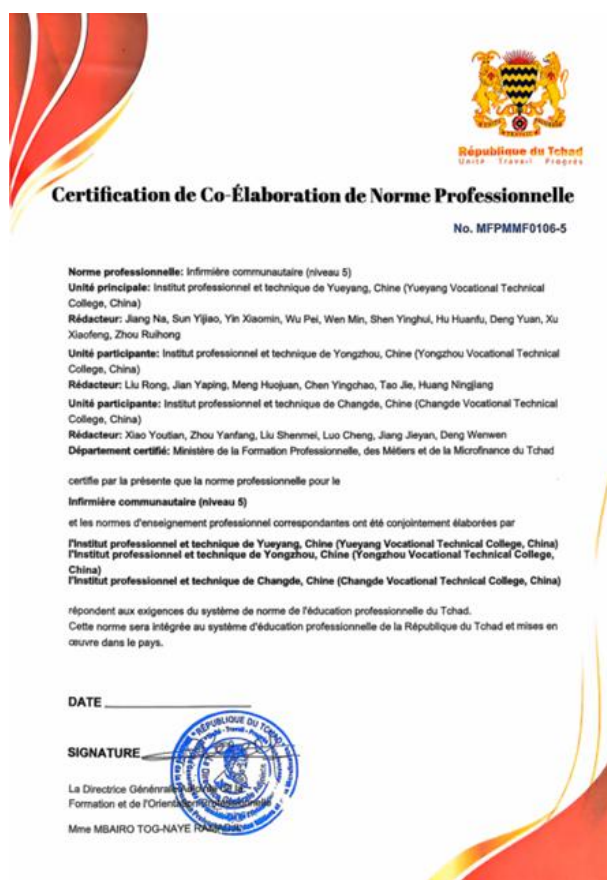 République du Tchad
Unité Travail Progrès
Certification de Co-Élaboration de Norme Professionnelle
No. MFPMMF0106-5
Norme professionnelle: Infirmière communautaire (niveau 5)
Unité principale: Institut professionnel et technique de Yueyang, Chine (Yueyang Vocational Technical
College, China)
Rédacteur: Jiang Na, Sun Yijiao, Yin Xiaomin, Wu Pei, Wen Min, Shen Yinghui, Hu Huanfu, Deng Yuan, Xu
Xiaofeng, Zhou Ruihong
Unité participante: Institut professionnel et technique de Yongzhou, Chine (Yongzhou Vocational Technical
College, China)
Rédacteur: Liu Rong, Jian Yaping, Meng Huojuan, Chen Yingchao, Tao Jie, Huang Ningjiang
Unité participante: Institut professionnel et technique de Changde, Chine (Changde Vocational Technical
College, China)
Rédacteur: Xiao Youtian, Zhou Yanfang, Liu Shenmei, Luo Cheng, Jiang Jieyan, Deng Wenwen
Département certifié: Ministère de la Formation Professionnelle, des Métiers et de la Microfinance du Tchad
certifie par la présente que la norme professionnelle pour le
Infirmière communautaire (niveau 5)
et les normes d'enseignement professionnel correspondantes ont été conjointement élaborées par
l'Institut professionnel et technique de Yueyang, Chine (Yueyang Vocational Technical College, China)
l'Institut professionnel et technique de Yongzhou, Chine (Yongzhou Vocational Technical College,
China)
l'Institut professionnel et technique de Changde, Chine (Changde Vocational Technical College, China)
répondent aux exigences du système de norme de l'éducation professionnelle du Tchad.
Cette norme sera intégrée au système d'éducation professionnelle de la République du Tchad et mises en
œuvre dans le pays.
DATE
SIGNATURE
RÉPUBLIQUE DU TCHAD
Unité - Travail - Progrès
La Directrice Génénrale Adjointe de la
Formation et de l'Orientation Professionnelle
Mme MBAIRO TOG-NAYE